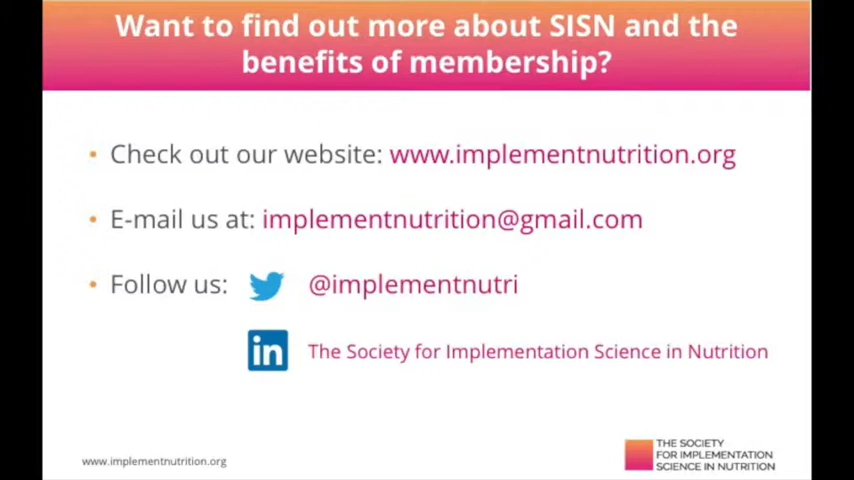 Want to find out more about SISN and the
benefits of membership?
• Check out our website: www.implementnutrition.org
• E-mail us at: implementnutrition@gmail.com
• Follow us: @implementnutri
in The Society for Implementation Science in Nutrition
www.implementnutrition.org
THE SOCIETY
FOR IMPLEMENTATION
SCIENCE IN NUTRITION